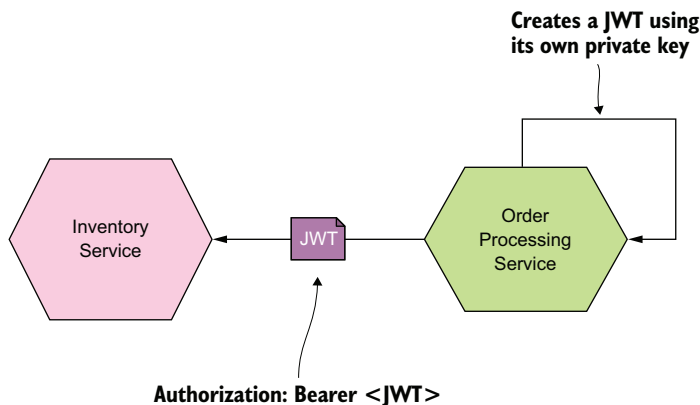 Creates a JWT using
its own private key
Inventory
Service
JWT
Order
Processing
Service
Authorization: Bearer <JWT>